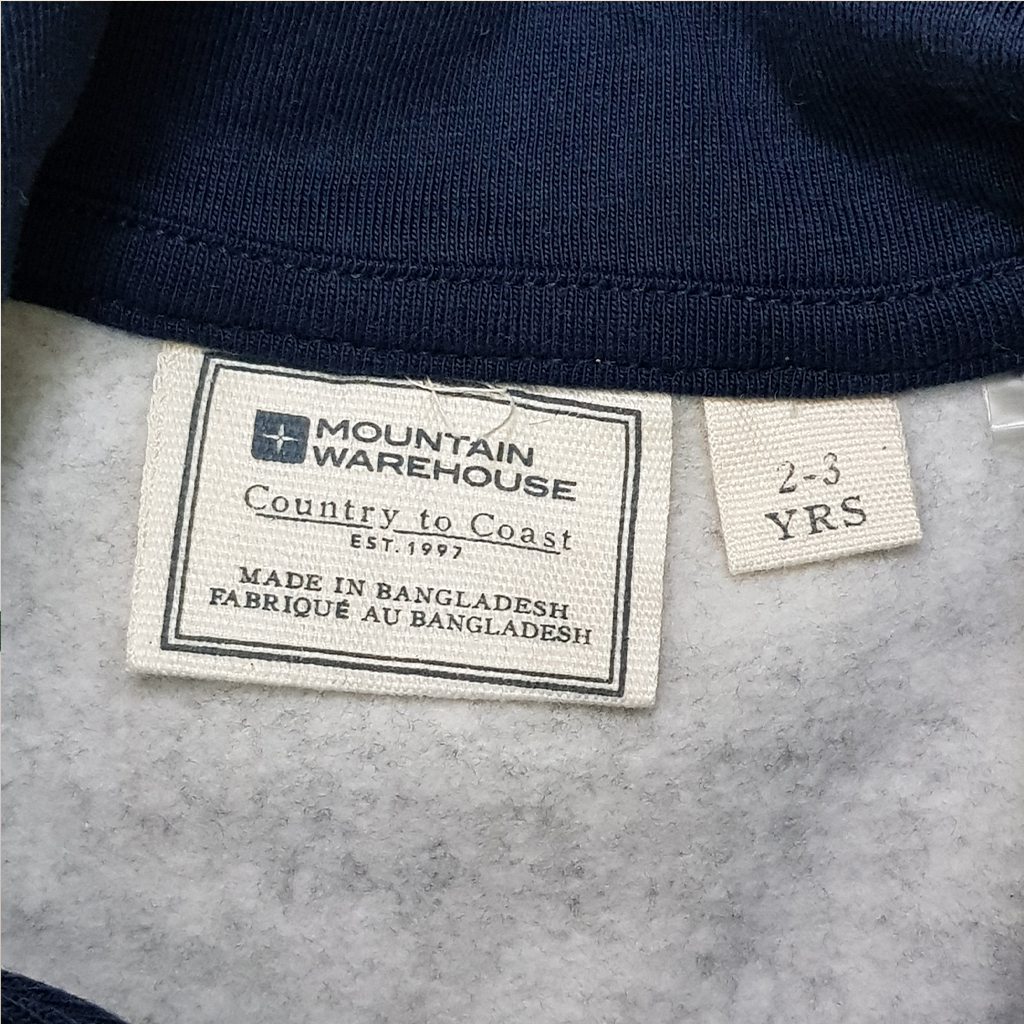 MOUNTAIN
WAREHOUSE
Country to Coast
EST. 1997
MADE IN BANGLADESH
FABRIQUÉ AU BANGLADESH
2-3
YRS